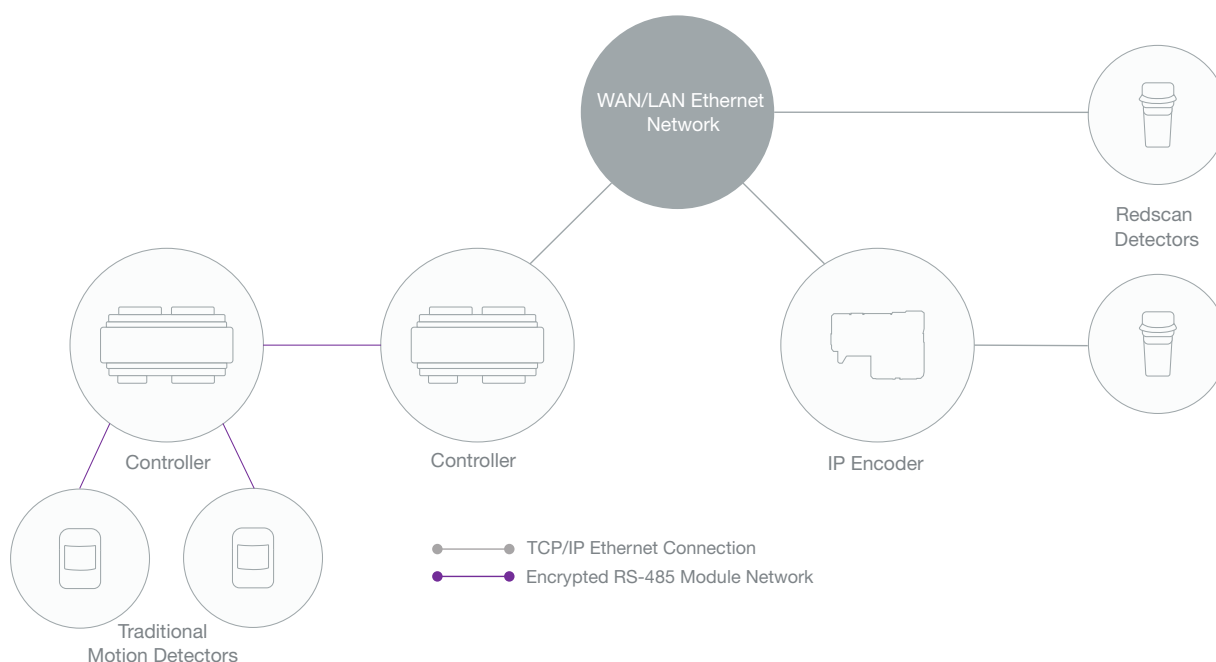 WAN/LAN Ethernet
Network
Redscan
Detectors
Controller
Controller
IP Encoder
TCP/IP Ethernet Connection
Encrypted RS-485 Module Network
Traditional
Motion Detectors